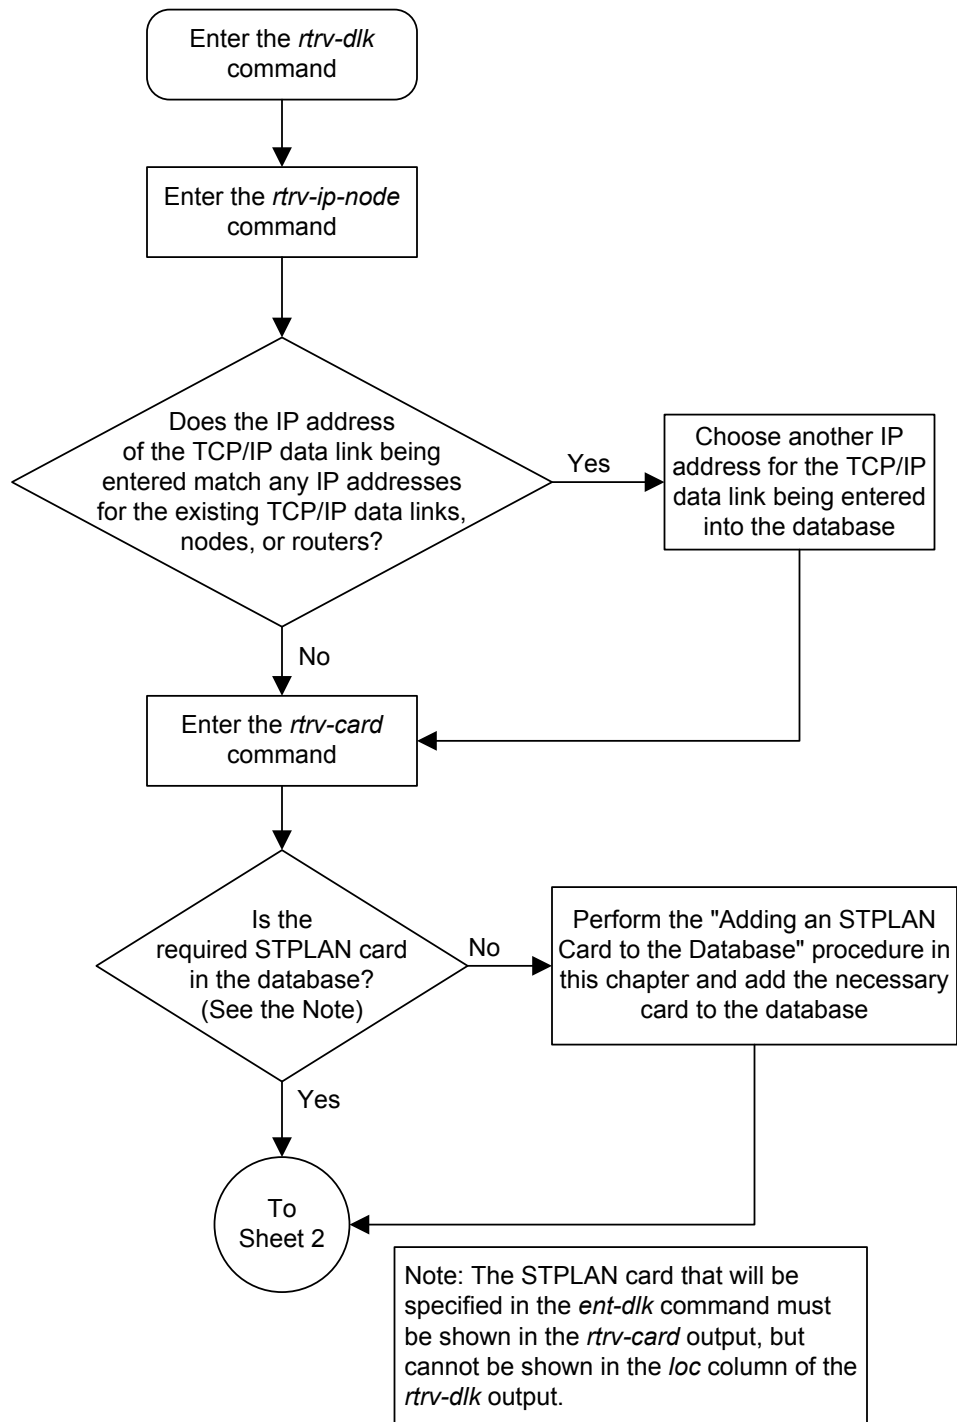 Enter the rtrv-dlk
command
Enter the rtrv-ip-node
command
Does the IP address
of the TCP/IP data link being
entered match any IP addresses
for the existing TCP/IP data links,
nodes, or routers?
Yes
Choose another IP
address for the TCP/IP
data link being entered
into the database
No
Enter the rtrv-card
command
Is the
required STPLAN card
in the database?
(See the Note)
No
Perform the "Adding an STPLAN
Card to the Database" procedure in
this chapter and add the necessary
card to the database
Yes
To
Sheet 2
Note: The STPLAN card that will be
specified in the ent-dlk command must
be shown in the rtrv-card output, but
cannot be shown in the loc column of the
rtrv-dlk output.